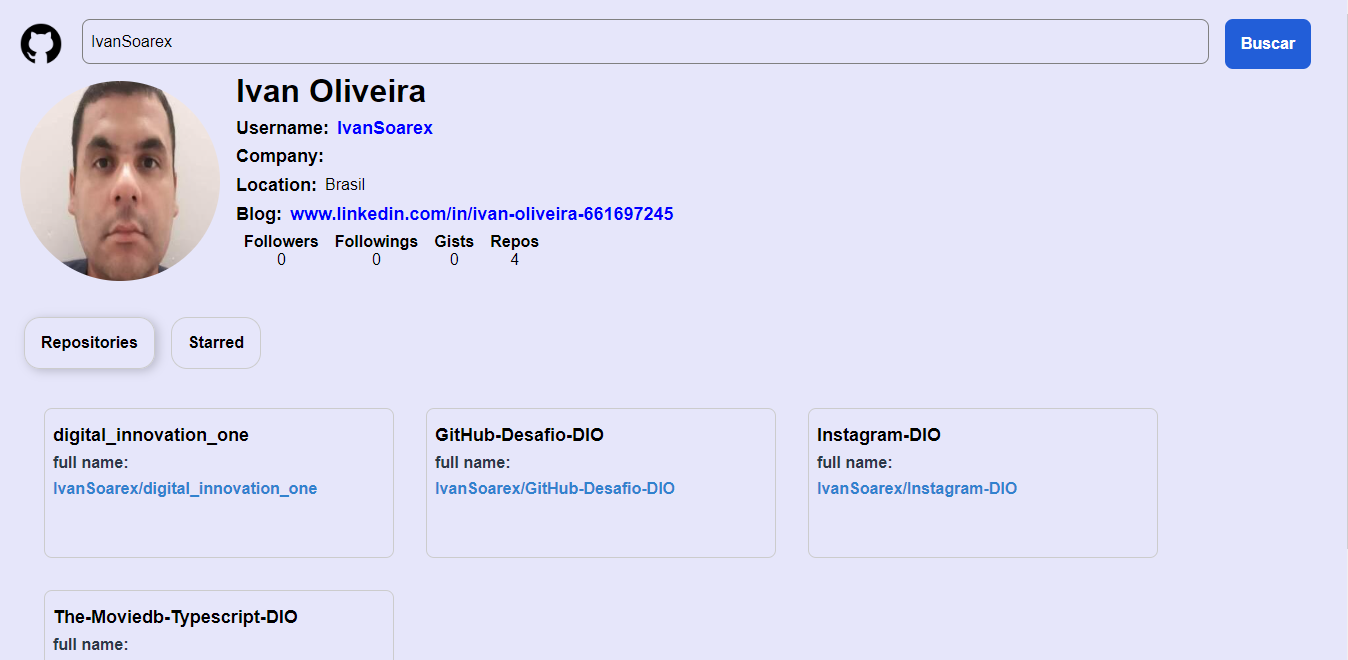 IvanSoarex
Buscar
Ivan Oliveira
Username: IvanSoarex
Company:
Location: Brasil
Blog: www.linkedin.com/in/ivan-oliveira-661697245
Followers Followings Gists Repos
0 0 0 4
Repositories Starred
digital_innovation_one
full name:
IvanSoarex/digital_innovation_one
GitHub-Desafio-DIO
full name:
IvanSoarex/GitHub-Desafio-DIO
Instagram-DIO
full name:
IvanSoarex/Instagram-DIO
The-Moviedb-Typescript-DIO
full name: